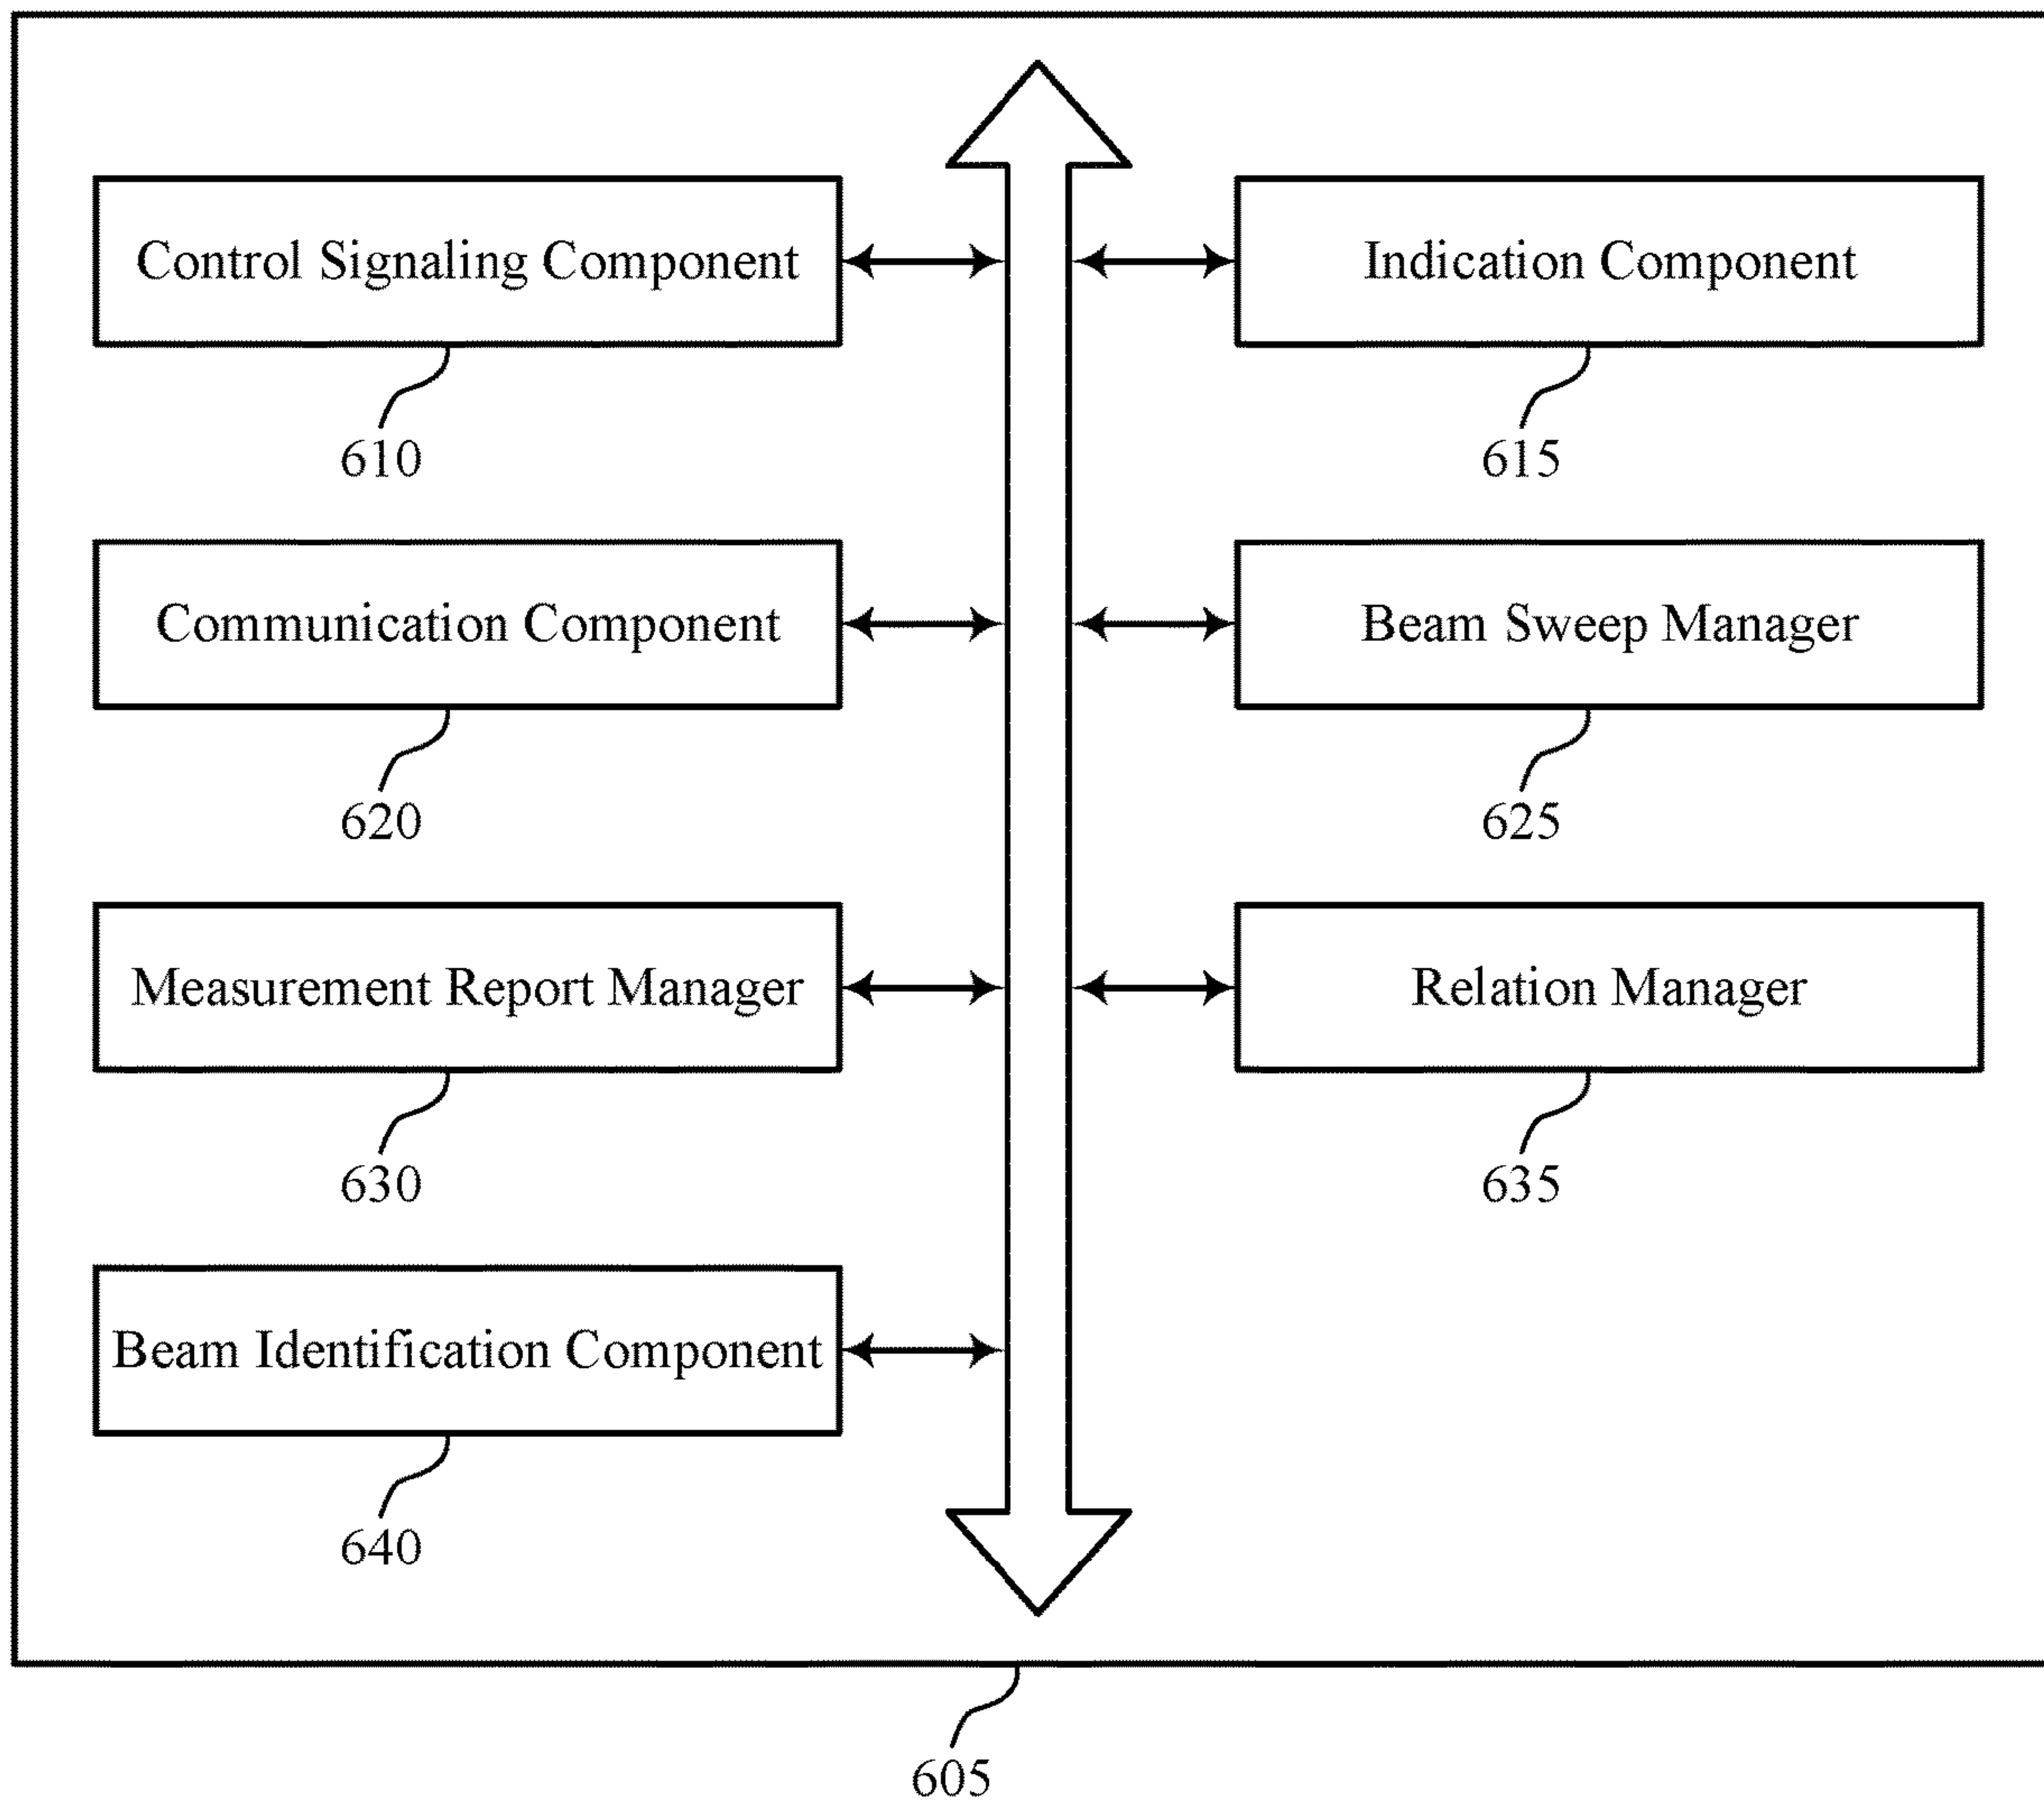 Control Signaling Component
Indication Component
610
615
Communication Component
Beam Sweep Manager
620
625
Measurement Report Manager
Relation Manager
630
635
Beam Identification Component
640
605